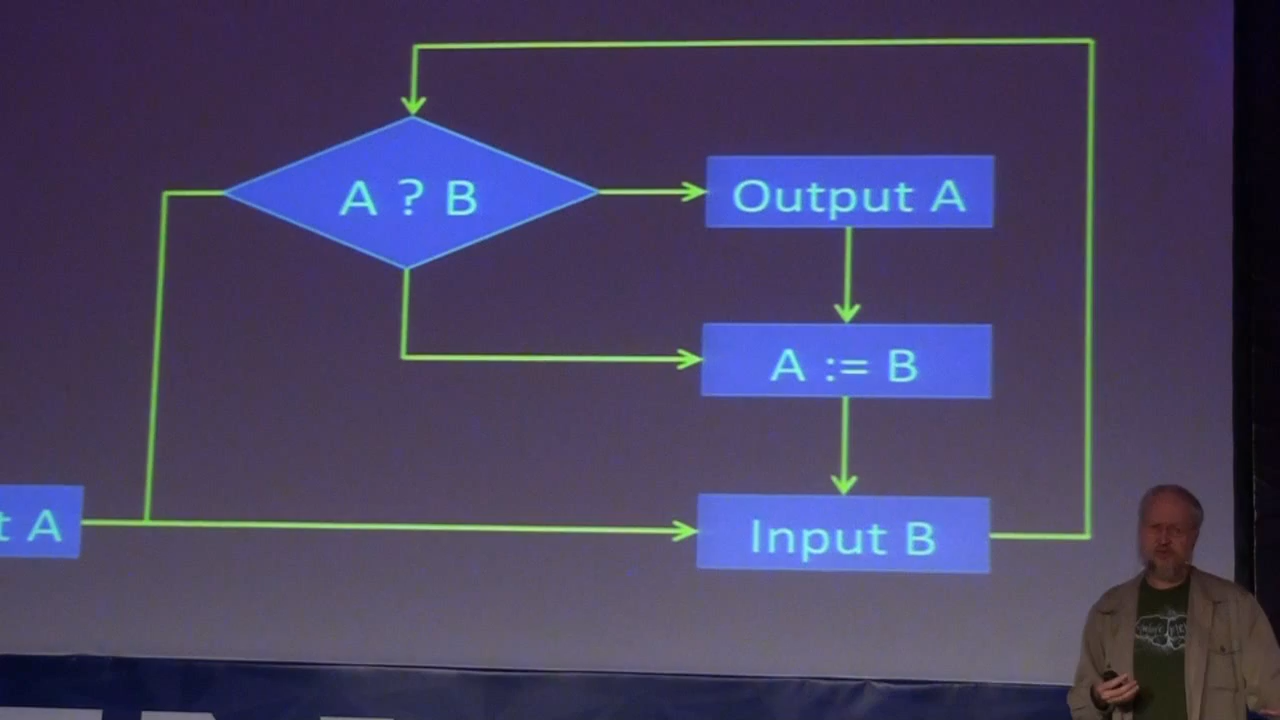 A ? B
Output A
A := B
t A
Input B